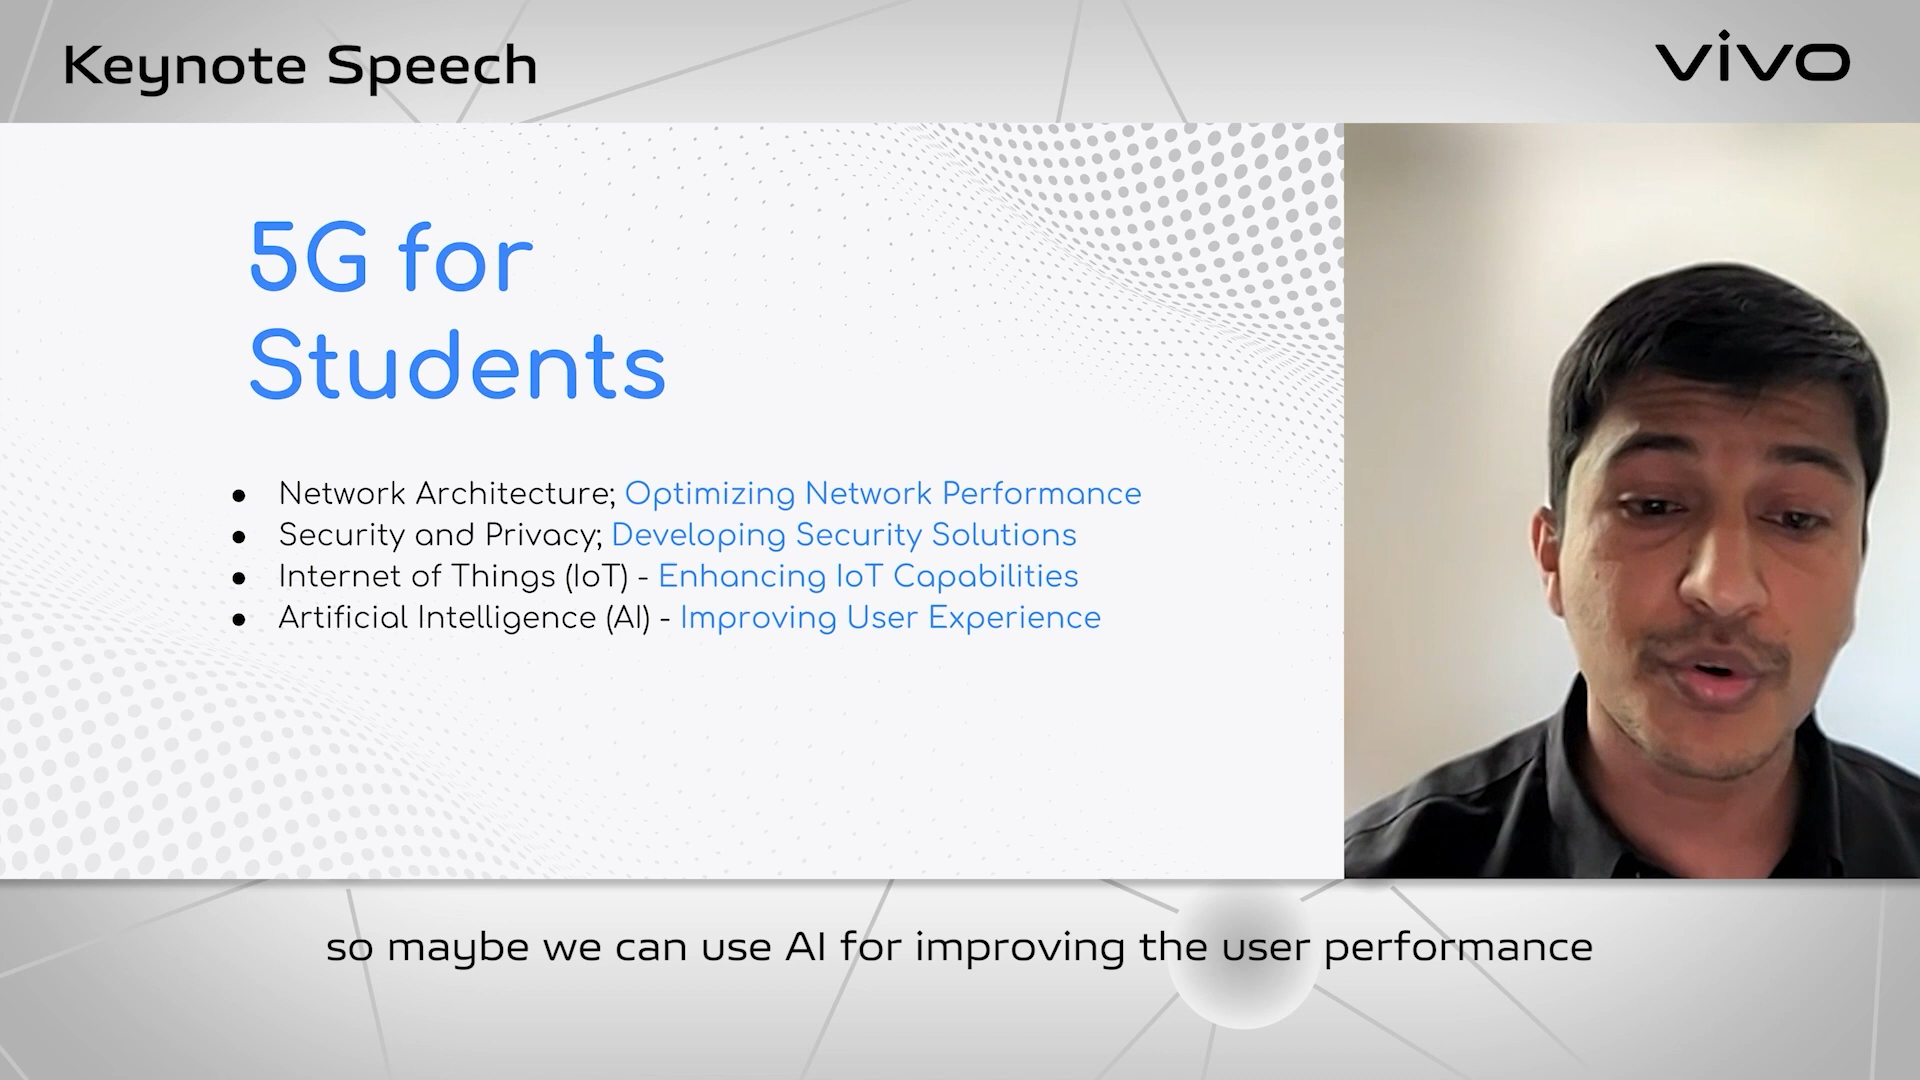 Keynote Speech
vivo
5G for
Students
● Network Architecture; Optimizing Network Performance
● Security and Privacy; Developing Security Solutions
● Internet of Things (IoT) - Enhancing IoT Capabilities
● Artificial Intelligence (AI) - Improving User Experience
so maybe we can use AI for improving the user performance